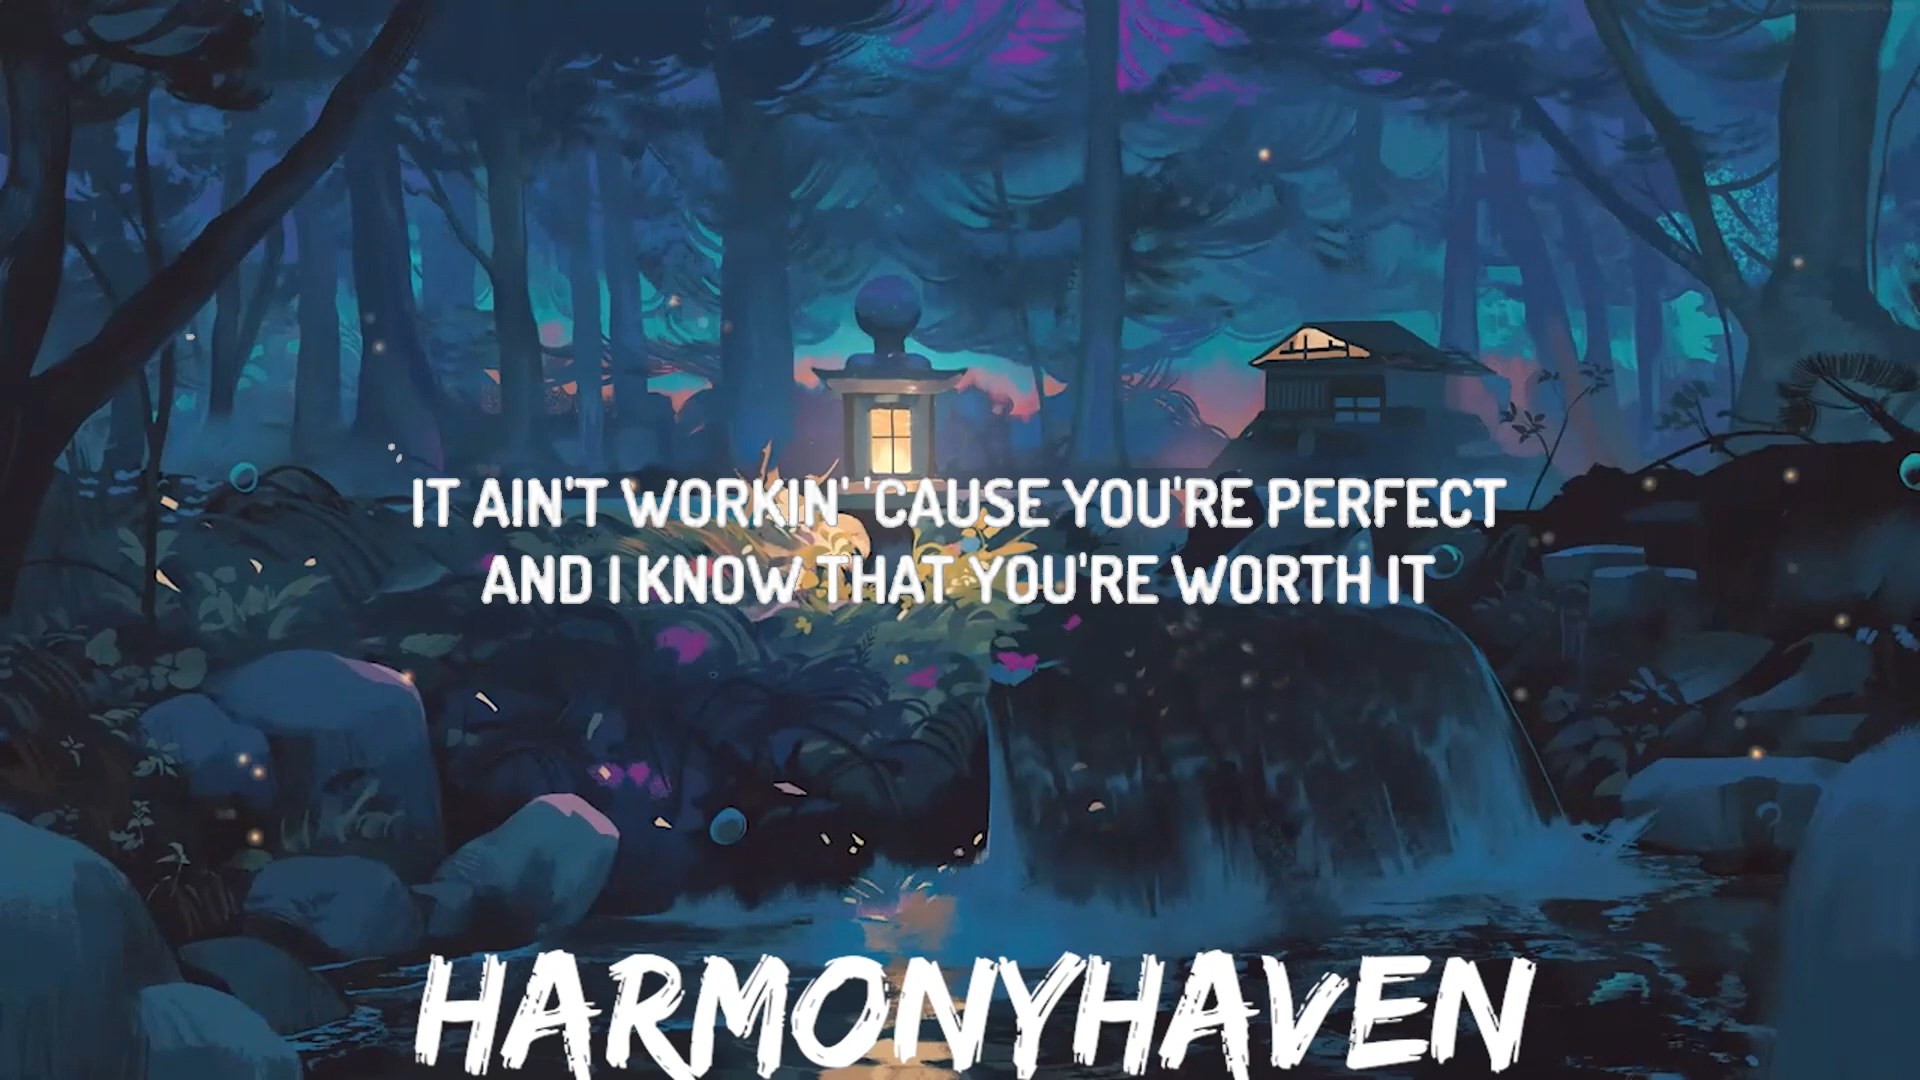 IT AIN'T WORKIN' 'CAUSE YOU'RE PERFECT
AND I KNOW THAT YOU'RE WORTH IT
HARMONYHAVEN